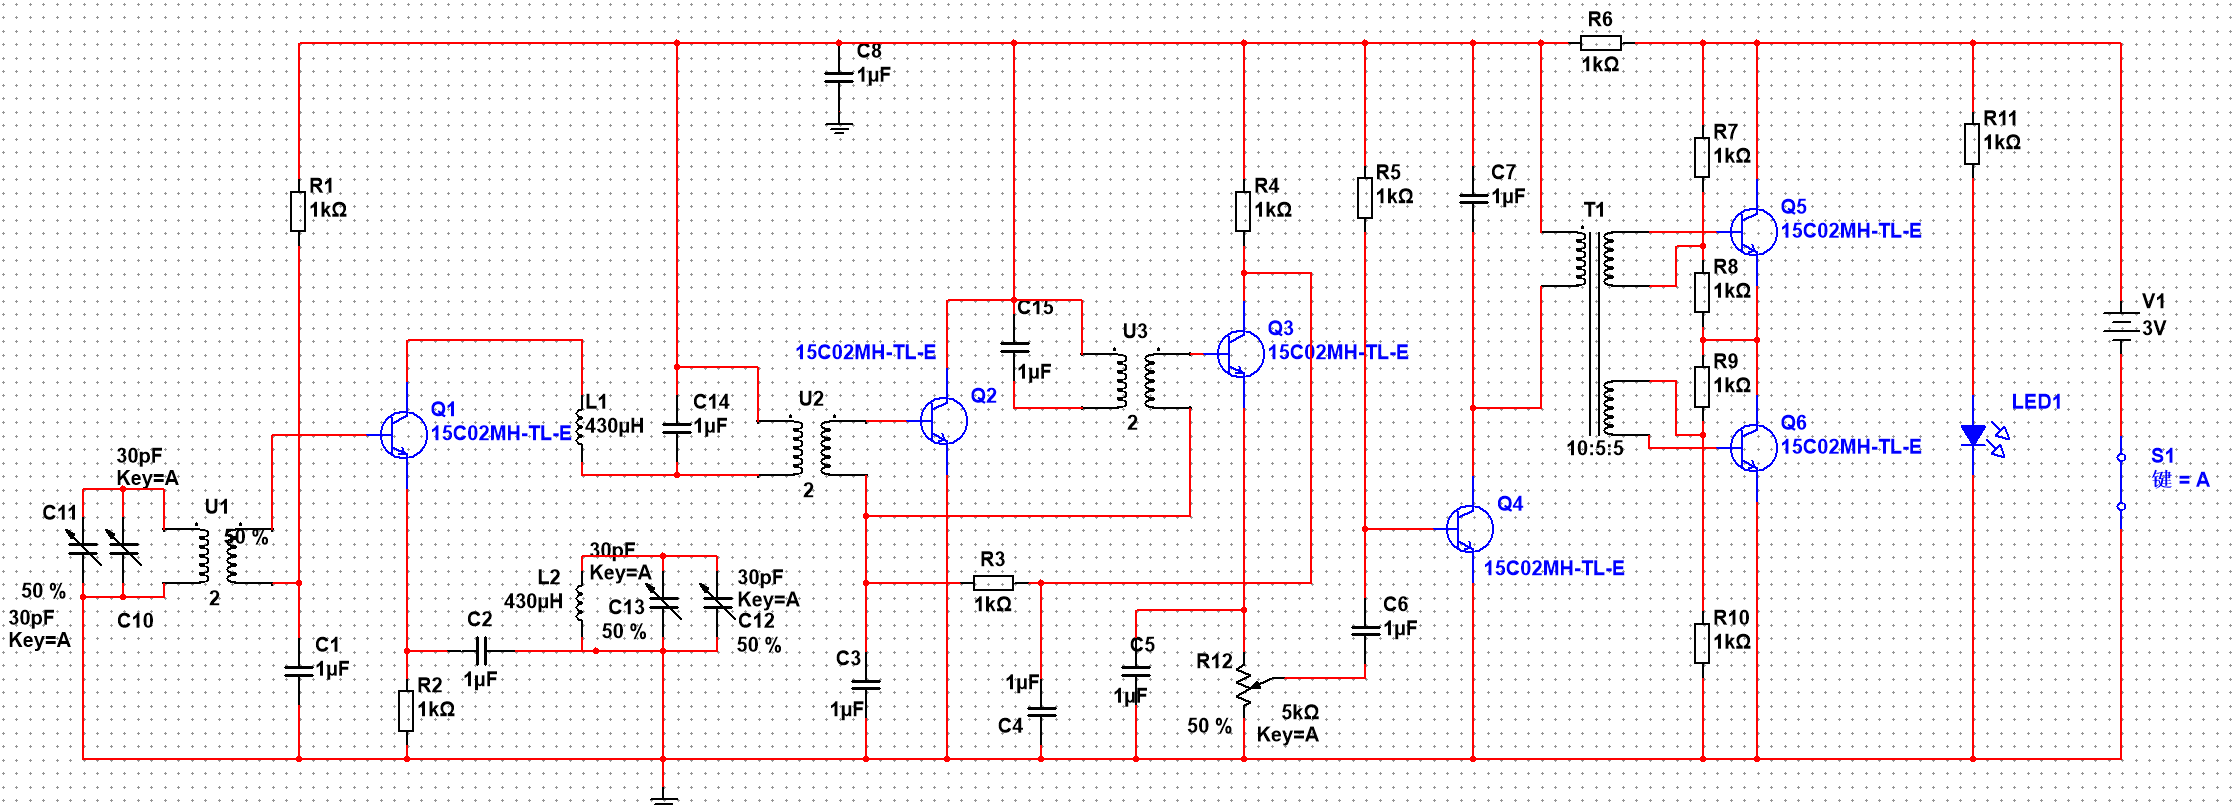 R6
1kΩ
C8
1µF
R11
1kΩ
R7
1kΩ
R1
1kΩ
R4
1kΩ
R5
1kΩ
C7
1µF
T1
Q5
15C02MH-TL-E
R8
1kΩ
V1
3V
C15
1µF
U3
2
Q3
15C02MH-TL-E
15C02MH-TL-E
Q2
R9
1kΩ
L1
430µH
C14
1µF
U2
2
Q1
15C02MH-TL-E
10:5:5
Q6
15C02MH-TL-E
LED1
S1
键 = A
30pF
Key=A
C11
U1
50 %
2
50 %
30pF
Key=A
C10
Q4
15C02MH-TL-E
30pF
Key=A
L2
430µH
C13
50 %
30pF
Key=A
C12
50 %
R3
1kΩ
C2
1µF
C6
1µF
R10
1kΩ
C1
1µF
R2
1kΩ
C3
1µF
1µF
C4
C5
1µF
R12
50 %
5kΩ
Key=A